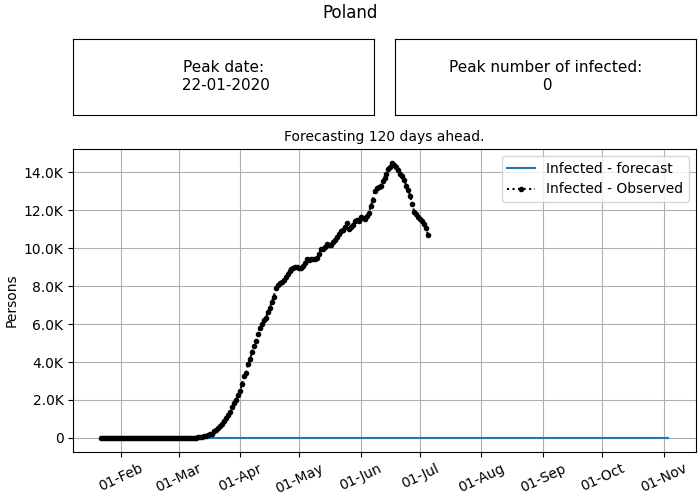 Poland
Peak date:
22-01-2020
Peak number of infected:
0
Forecasting 120 days ahead.
Infected - forecast
Infected - Observed
Persons
14.0K
12.0K
10.0K
8.0K
6.0K
4.0K
2.0K
0
01-Feb
01-Mar
01-Apr
01-May
01-Jun
01-Jul
01-Aug
01-Sep
01-Oct
01-Nov